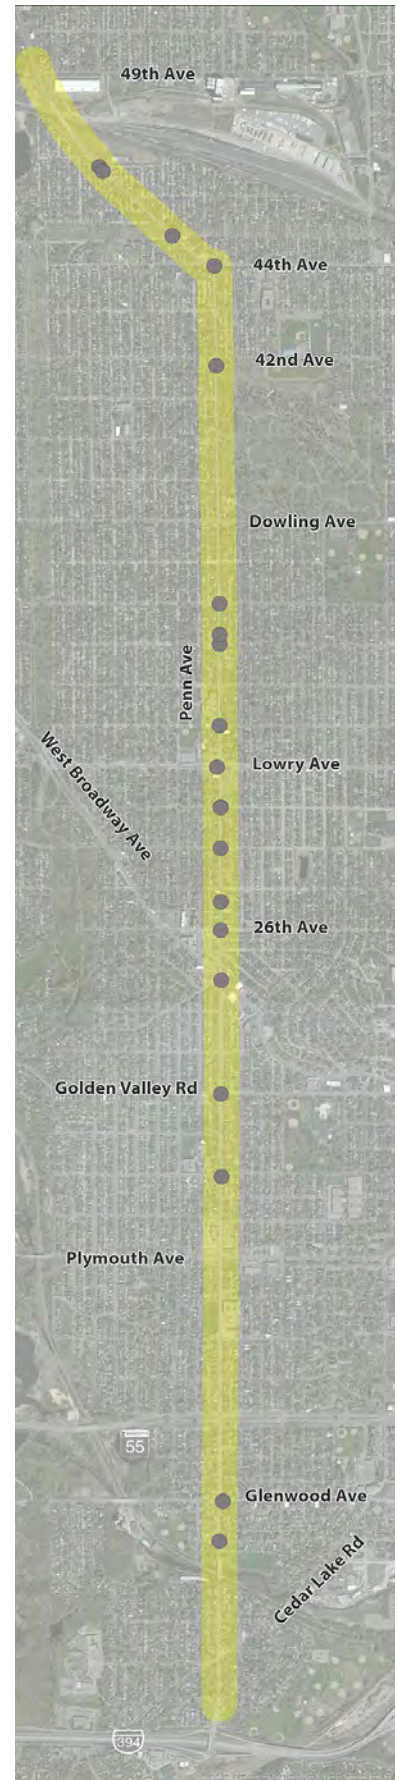 49th Ave
44th Ave
42nd Ave
Dowling Ave
Penn Ave
West Broadway Ave
Lowry Ave
26th Ave
Golden Valley Rd
Plymouth Ave
55
Glenwood Ave
Cedar Lake Rd
394